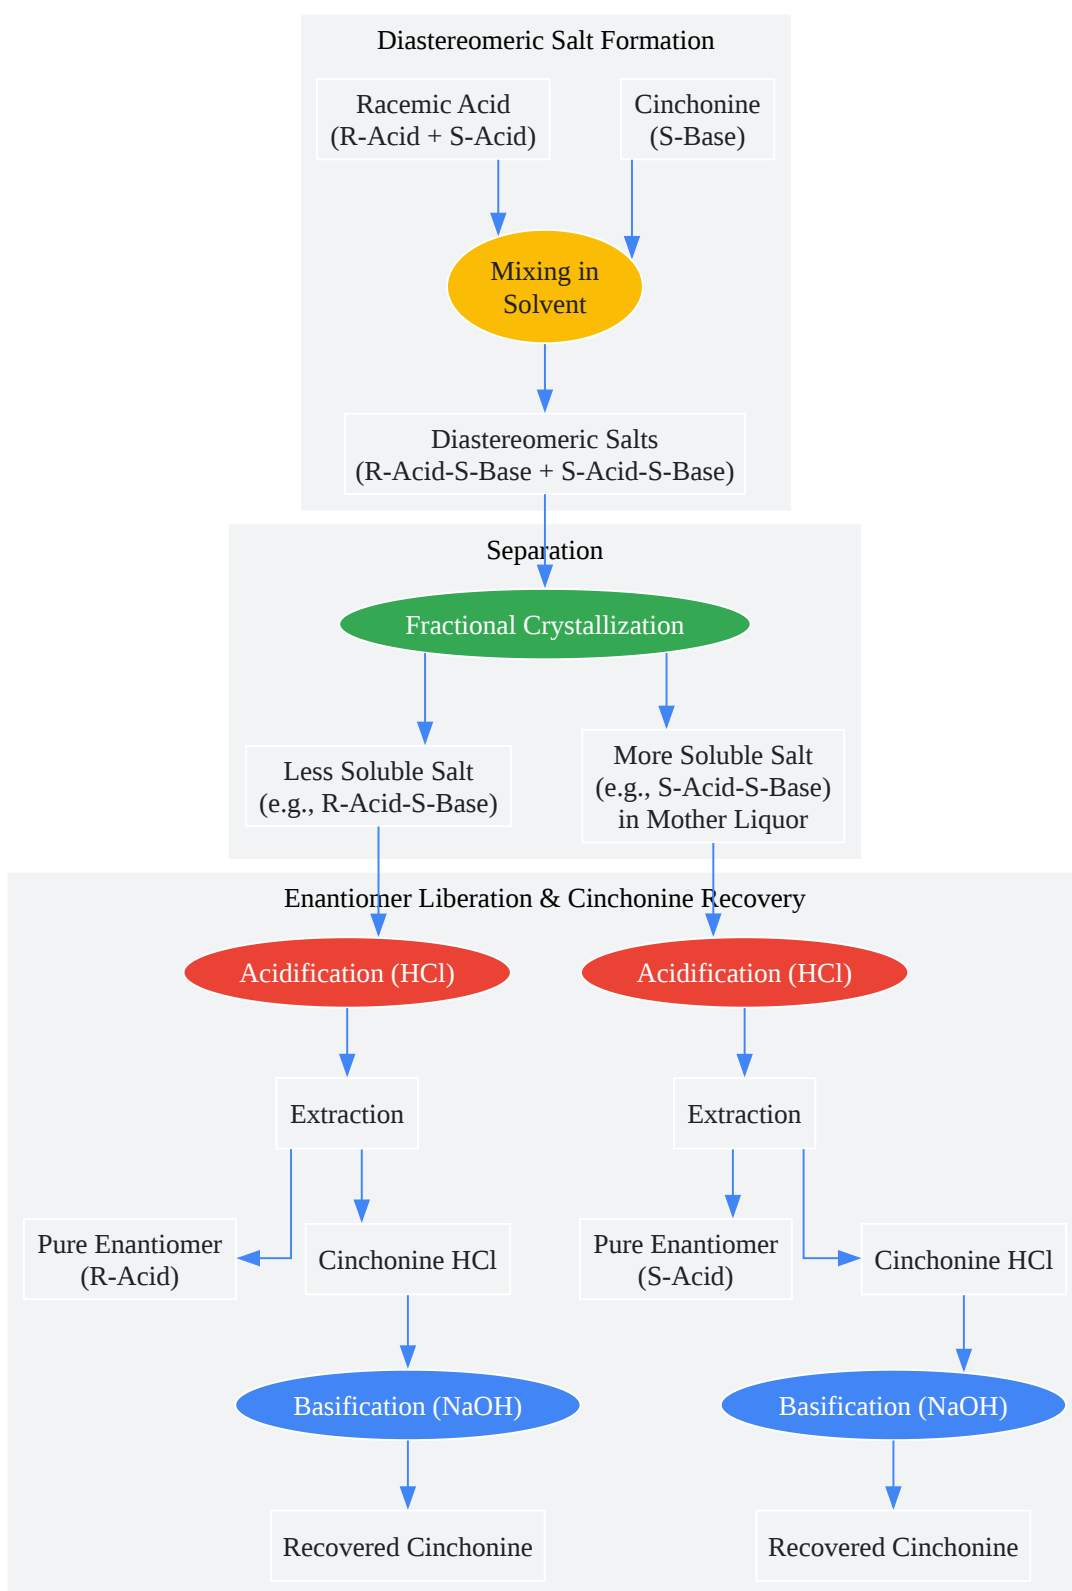 Diastereomeric Salt Formation
Racemic Acid
(R-Acid + S-Acid)
Cinchonine
(S-Base)
Mixing in
Solvent
Diastereomeric Salts
(R-Acid-S-Base + S-Acid-S-Base)
Separation
Fractional Crystallization
Less Soluble Salt
(e.g., R-Acid-S-Base)
More Soluble Salt
(e.g., S-Acid-S-Base)
in Mother Liquor
Enantiomer Liberation & Cinchonine Recovery
Acidification (HCl)
Acidification (HCl)
Extraction
Extraction
Pure Enantiomer
(R-Acid)
Cinchonine HCl
Pure Enantiomer
(S-Acid)
Cinchonine HCl
Basification (NaOH)
Basification (NaOH)
Recovered Cinchonine
Recovered Cinchonine